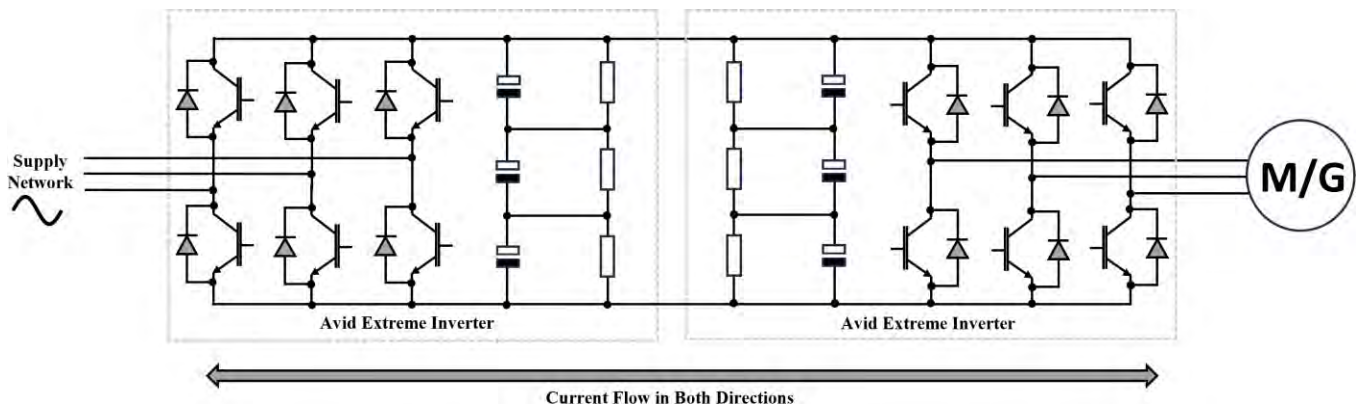 Supply
Network
M/G
Avid Extreme Inverter
Avid Extreme Inverter
Current Flow in Both Directions